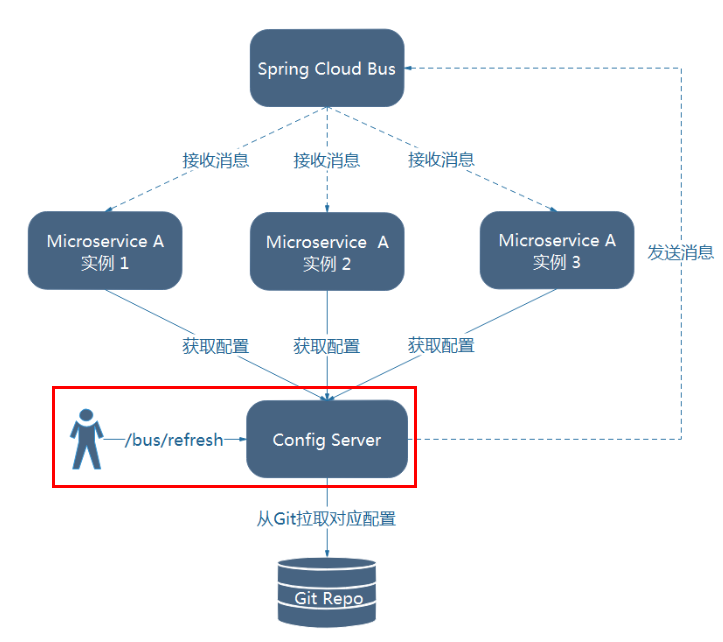 Spring Cloud Bus
接收消息
接收消息
接收消息
Microservice A
实例 1
Microservice A
实例 2
Microservice A
实例 3
发送消息
获取配置
获取配置
获取配置
/bus/refresh
Config Server
从Git拉取对应配置
Git Repo